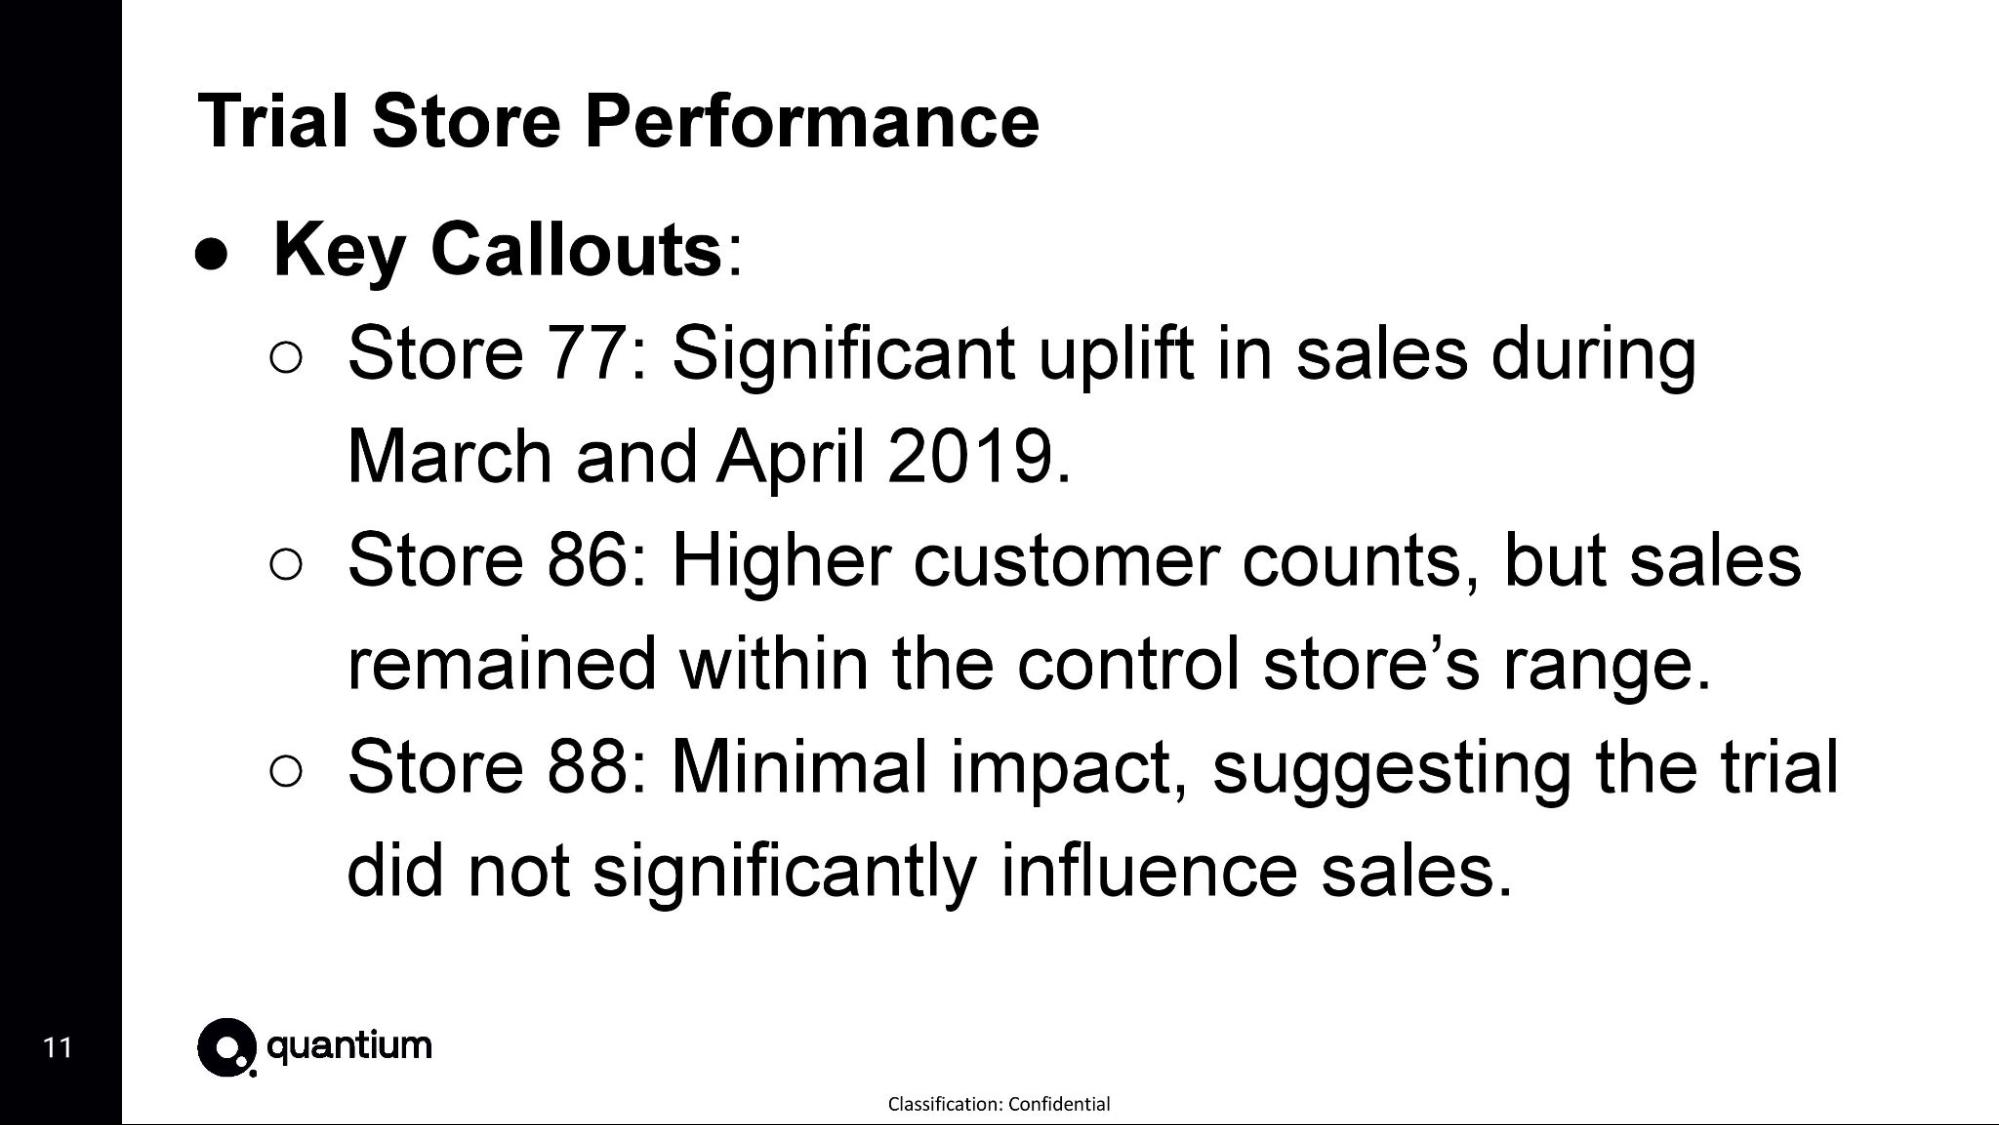 Trial Store Performance
● Key Callouts:
○ Store 77: Significant uplift in sales during
March and April 2019.
○ Store 86: Higher customer counts, but sales
remained within the control store’s range.
○ Store 88: Minimal impact, suggesting the trial
did not significantly influence sales.
11
quantium
Classification: Confidential